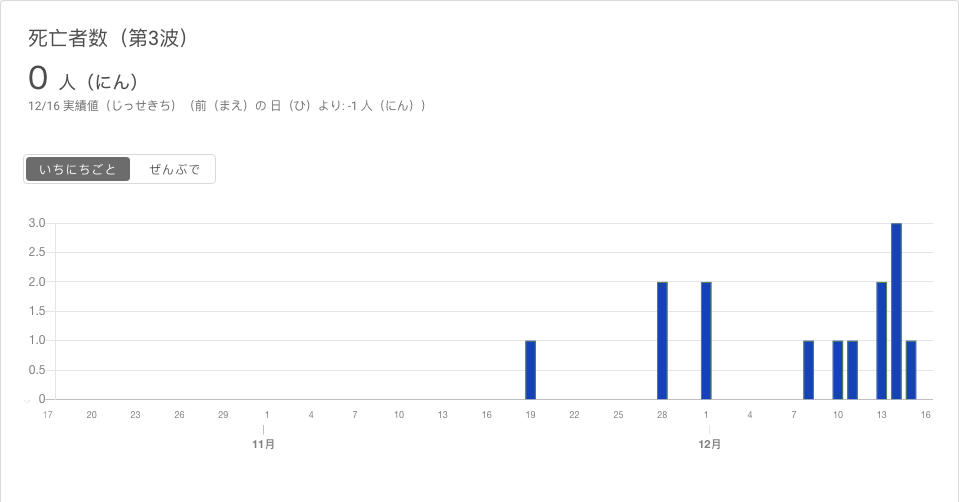 死亡者数（第3波）
0 人（にん）
12/16 実績値（じっせきち）（前（まえ）の 日（ひ）より: -1 人（にん））
いちにちごと ぜんぶで
3.0
2.5
2.0
1.5
1.0
0.5
0
17 20 23 26 29 1 4 7 10 13 16 19 22 25 28 1 4 7 10 13 16
11月 12月